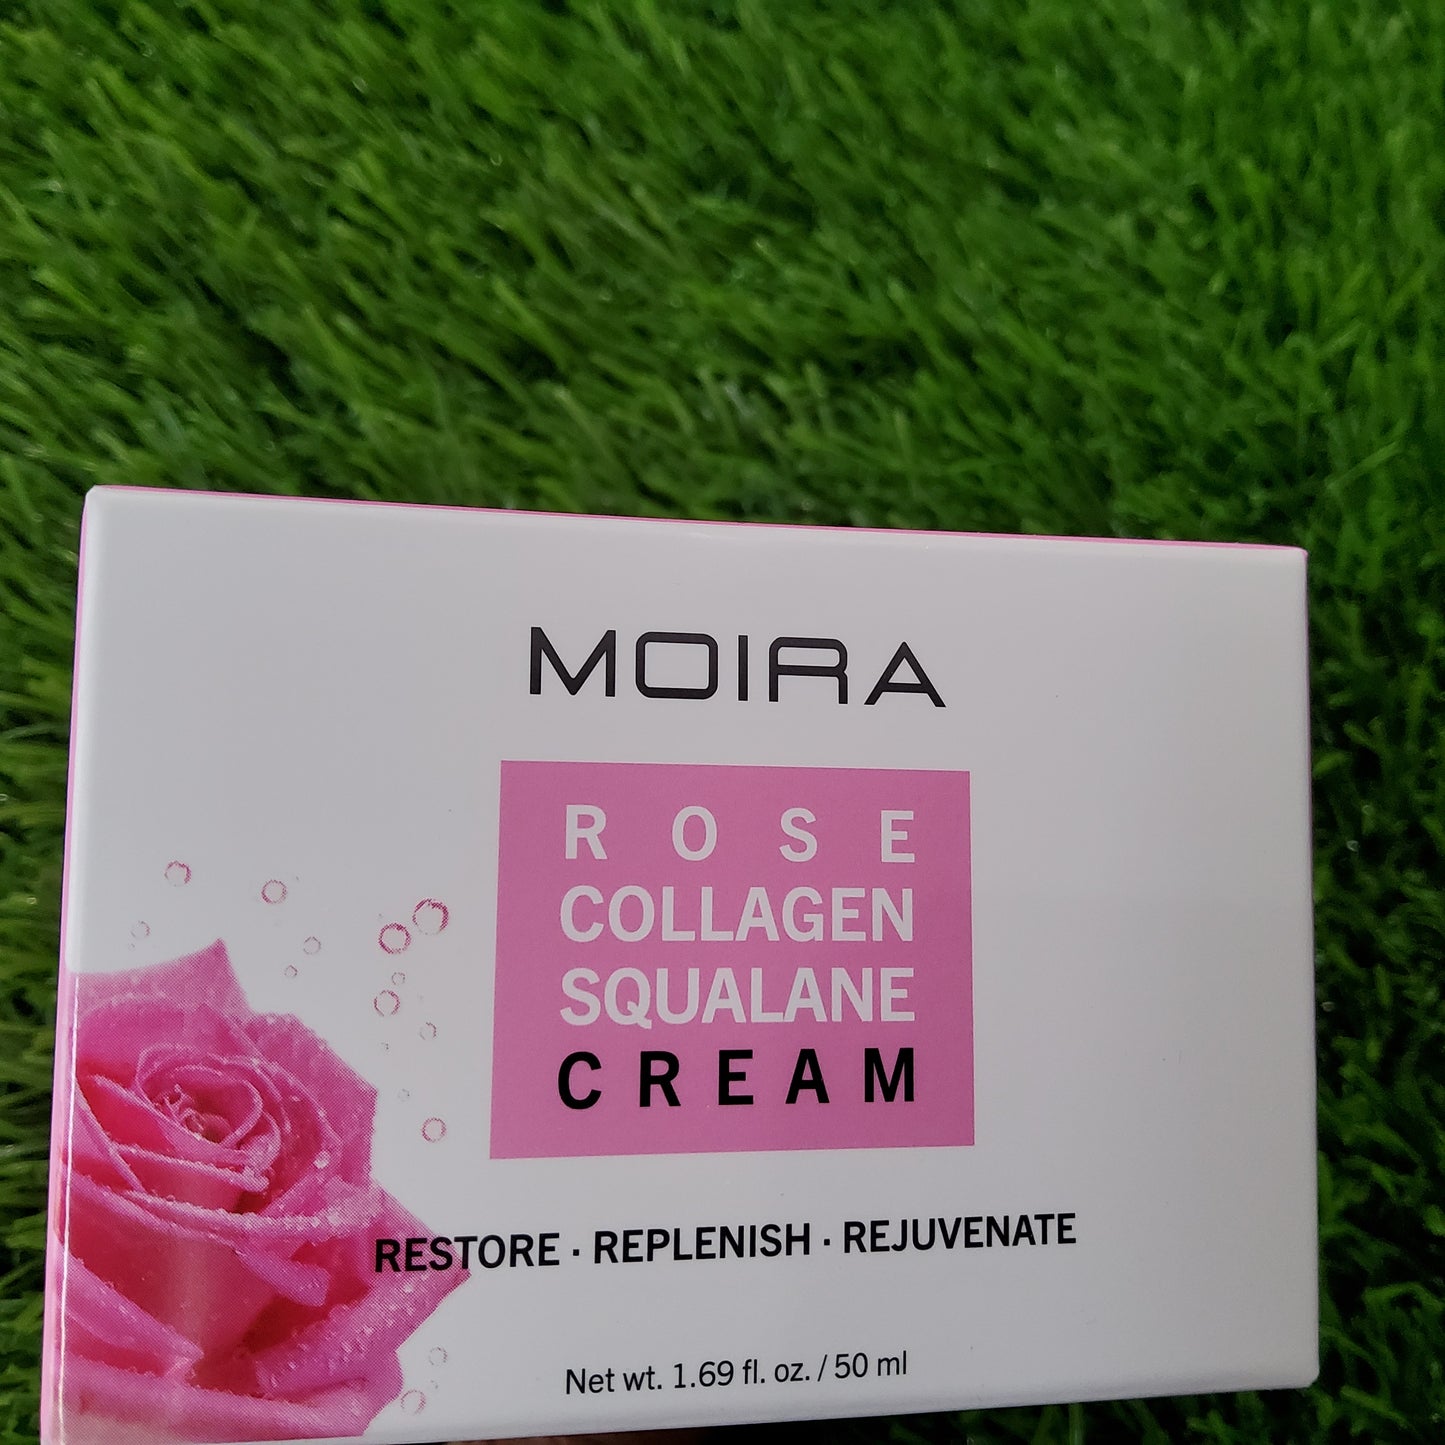 MOIRA
ROSE
COLLAGEN
SQUALANE
CREAM
RESTORE · REPLENISH · REJUVENATE
Net wt. 1.69 fl. oz. / 50 ml